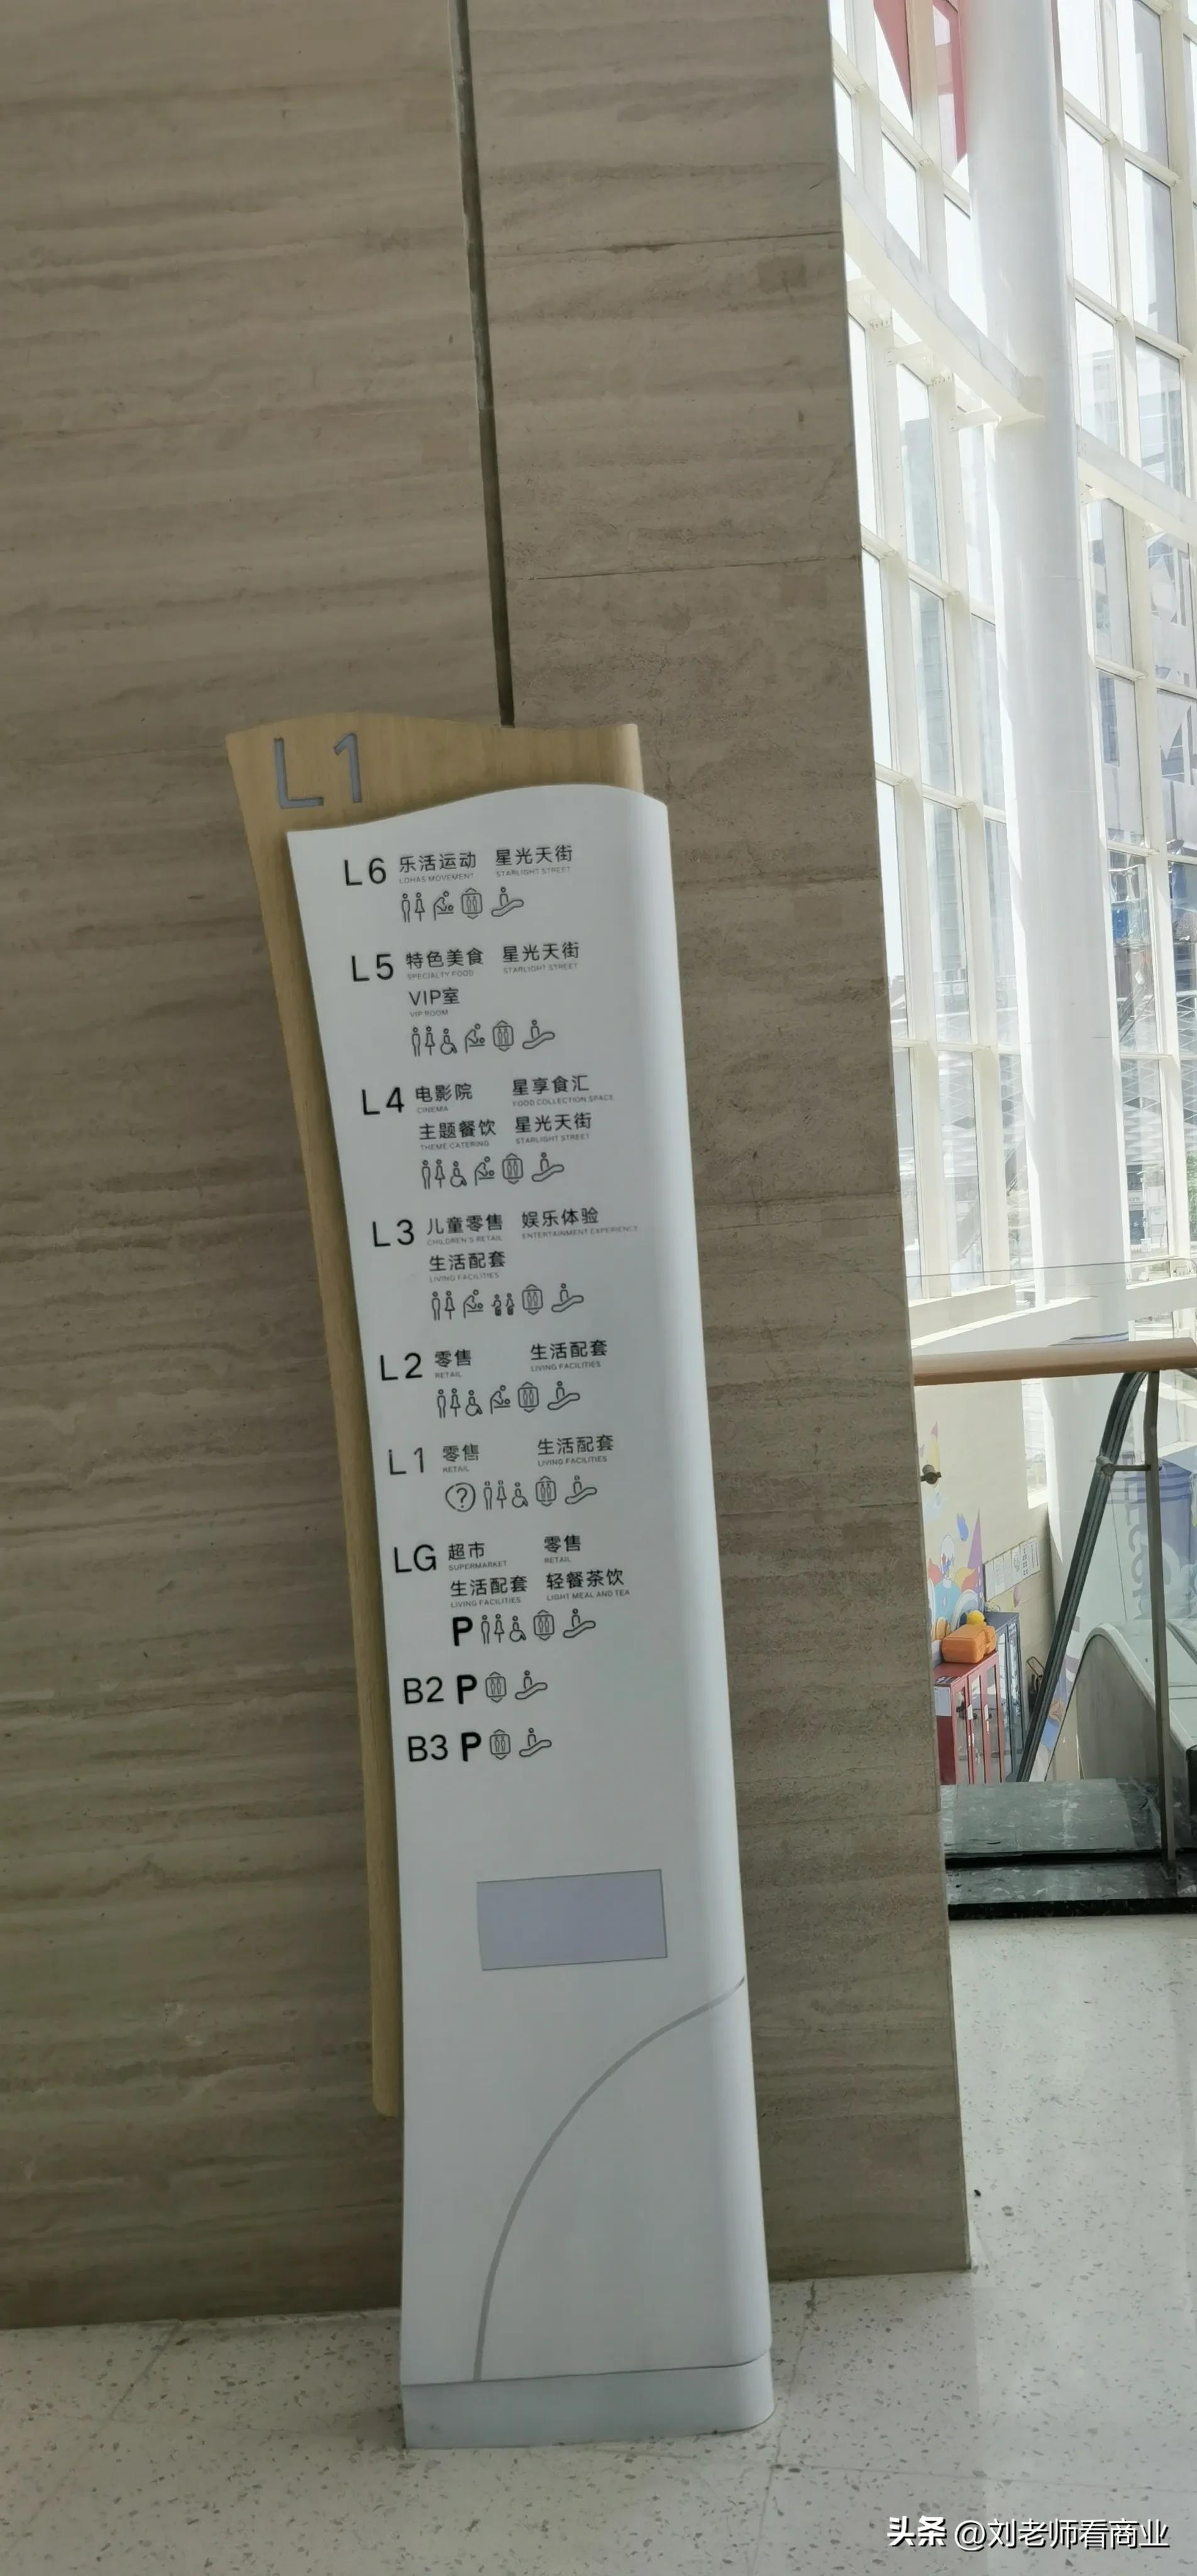 L1
L6 乐活运动 星光天街
LOHAS MOVEMENT STARLIGHT STREET
L5 特色美食 星光天街
SPECIALTY FOOD STARLIGHT STREET
VIP室
VIP ROOM
L4 电影院 星享食汇
CINEMA FOOD COLLECTION SPACE
主题餐饮 星光天街
THEME CATERING STARLIGHT STREET
L3 儿童零售 娱乐体验
CHILDREN'S RETAIL ENTERTAINMENT EXPERIENCE
生活配套
LIVING FACILITIES
L2 零售 生活配套
RETAIL LIVING FACILITIES
L1 零售 生活配套
RETAIL LIVING FACILITIES
?
LG 超市 零售
SUPERMARKET RETAIL
生活配套 轻餐茶饮
LIVING FACILITIES LIGHT MEAL AND TEA
P
B2 P
B3 P
头条 @刘老师看商业